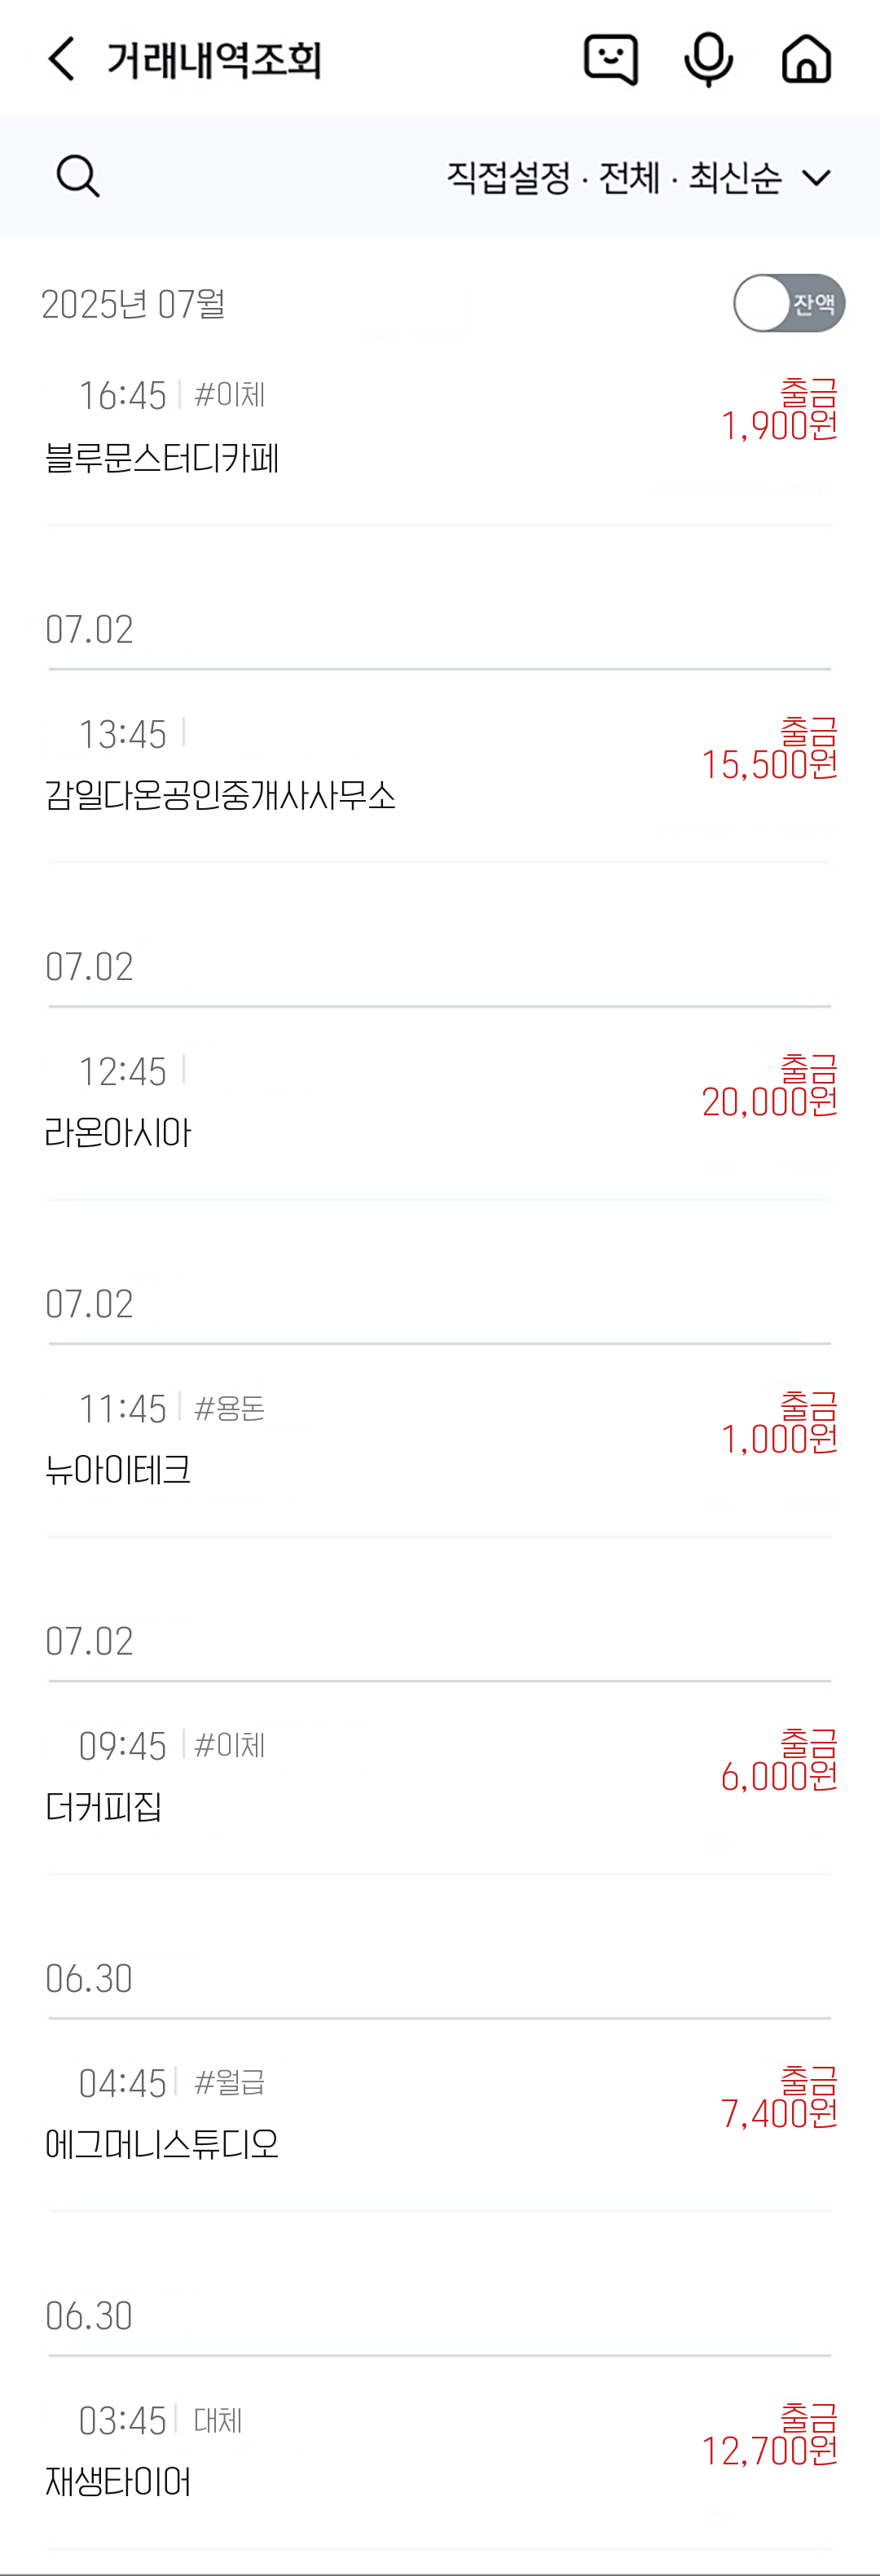 거래내역조회
직접설정 · 전체 · 최신순
2025년 07월 잔액
16:45 #이체 출금
1,900원
블루문스터디카페
07.02
13:45 출금
15,500원
감일다온공인중개사사무소
07.02
12:45 출금
20,000원
라온아시아
07.02
11:45 #용돈 출금
1,000원
뉴아이테크
07.02
09:45 #이체 출금
6,000원
더커피집
06.30
04:45 #월급 출금
7,400원
에그머니스튜디오
06.30
03:45 대체 출금
12,700원
재생타이어